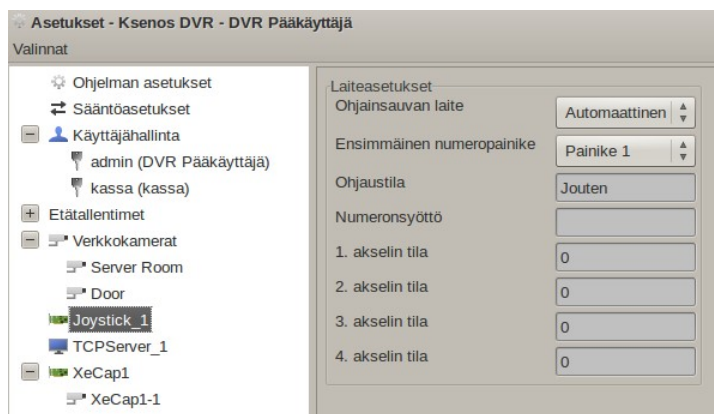 Asetukset - Ksenos DVR - DVR Pääkäyttäjä
Valinnat
Ohjelman asetukset
Sääntöasetukset
Käyttäjähallinta
admin (DVR Pääkäyttäjä)
kassa (kassa)
Etätallentimet
Verkkokamerat
Server Room
Door
Joystick_1
TCPServer_1
XeCap1
XeCap1-1
Laiteasetukset
Ohjainsauvan laite Automaattinen
Ensimmäinen numeropainike Painike 1
Ohjaustila Jouten
Numeronsyöttö
1. akselin tila 0
2. akselin tila 0
3. akselin tila 0
4. akselin tila 0